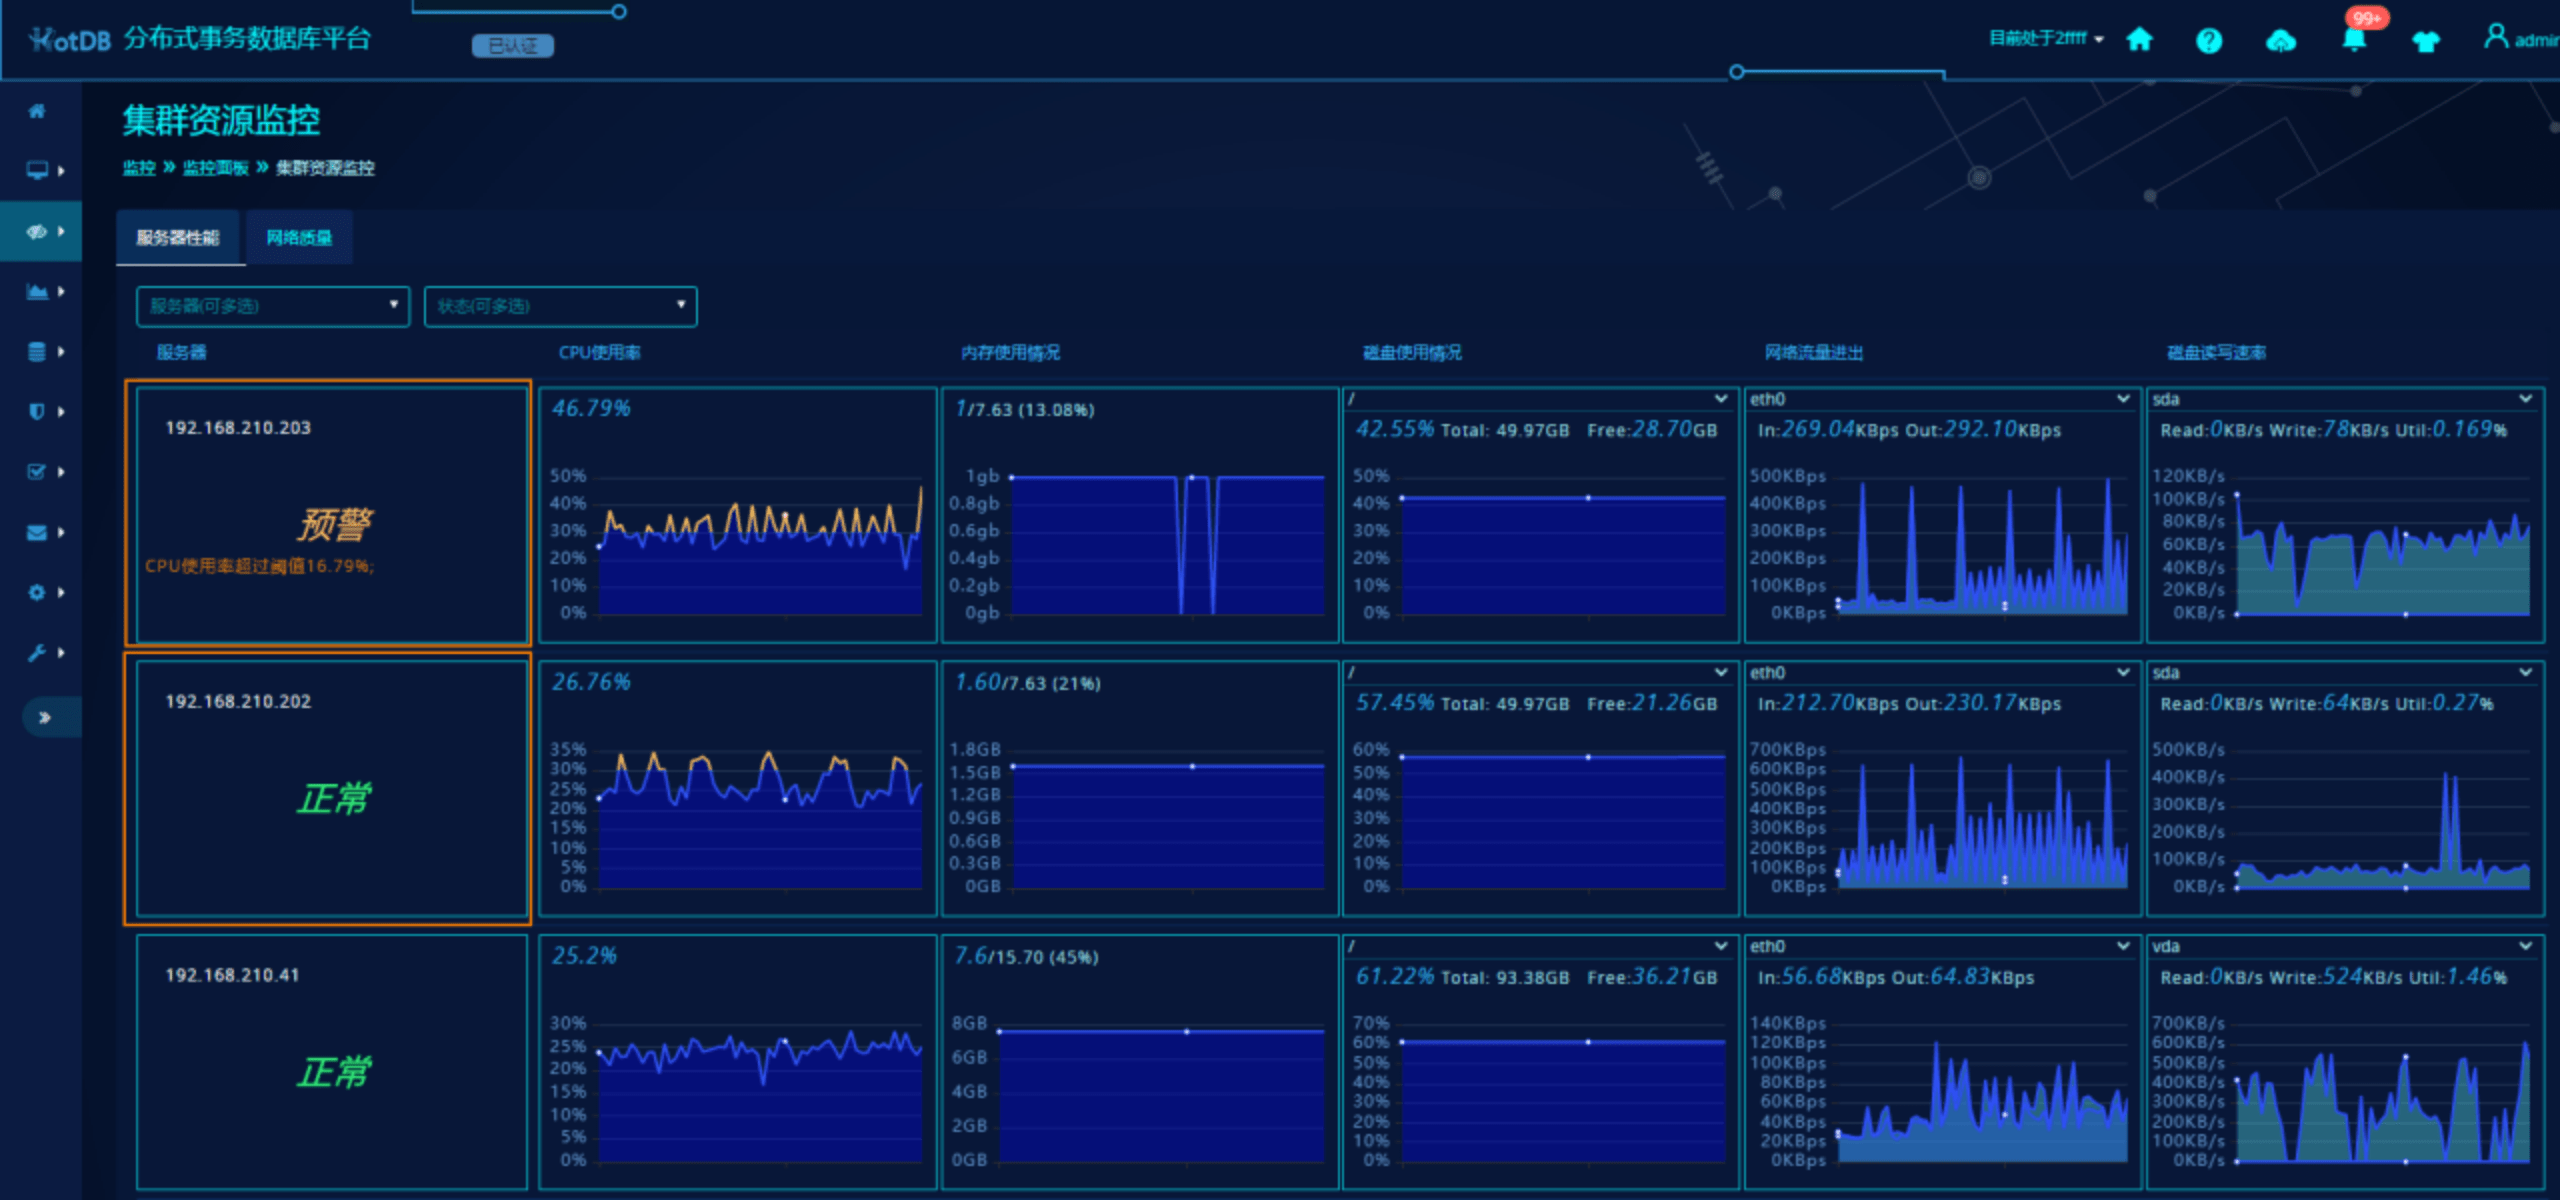 HotDB 分布式事务数据库平台
已认证
目前处于2ffff
99+
admin
集群资源监控
监控 » 监控面板 » 集群资源监控
服务器性能 网络质量
服务器(可多选) 状态(可多选)
服务器 CPU使用率 内存使用情况 磁盘使用情况 网络流量进出 磁盘读写速率
192.168.210.203
预警
CPU使用率超过阈值16.79%;
46.79%
50%
40%
30%
20%
10%
0%
1/7.63 (13.08%)
1gb
0.8gb
0.6gb
0.4gb
0.2gb
0gb
/
42.55% Total: 49.97GB Free:28.70GB
50%
40%
30%
20%
10%
0%
eth0
In:269.04KBps Out:292.10KBps
500KBps
400KBps
300KBps
200KBps
100KBps
0KBps
sda
Read:0KB/s Write:78KB/s Util:0.169%
120KB/s
100KB/s
80KB/s
60KB/s
40KB/s
20KB/s
0KB/s
192.168.210.202
正常
26.76%
35%
30%
25%
20%
15%
10%
5%
0%
1.60/7.63 (21%)
1.8GB
1.5GB
1.2GB
0.9GB
0.6GB
0.3GB
0GB
/
57.45% Total: 49.97GB Free:21.26GB
60%
50%
40%
30%
20%
10%
0%
eth0
In:212.70KBps Out:230.17KBps
700KBps
600KBps
500KBps
400KBps
300KBps
200KBps
100KBps
0KBps
sda
Read:0KB/s Write:64KB/s Util:0.27%
500KB/s
400KB/s
300KB/s
200KB/s
100KB/s
0KB/s
192.168.210.41
正常
25.2%
30%
25%
20%
15%
10%
5%
0%
7.6/15.70 (45%)
8GB
6GB
4GB
2GB
0GB
/
61.22% Total: 93.38GB Free:36.21GB
70%
60%
50%
40%
30%
20%
10%
0%
eth0
In:56.68KBps Out:64.83KBps
140KBps
120KBps
100KBps
80KBps
60KBps
40KBps
20KBps
0KBps
vda
Read:0KB/s Write:524KB/s Util:1.46%
700KB/s
600KB/s
500KB/s
400KB/s
300KB/s
200KB/s
100KB/s
0KB/s